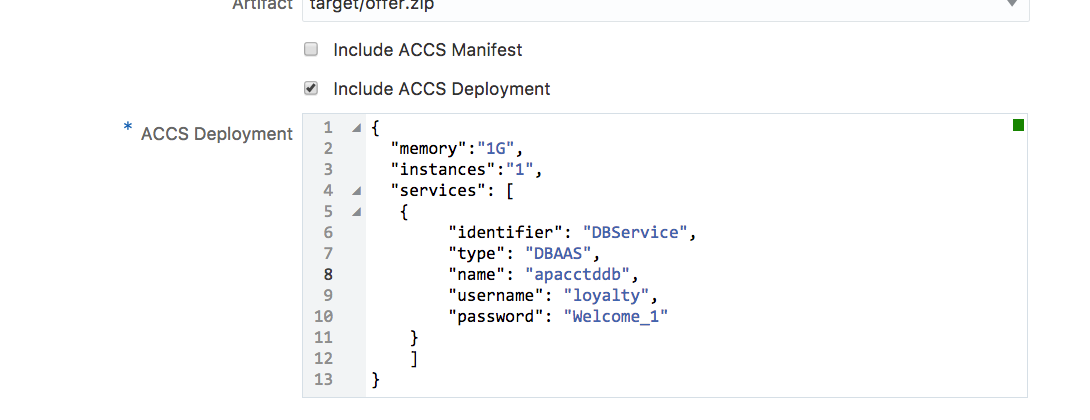 Artifact target/offer.zip
Include ACCS Manifest
Include ACCS Deployment
* ACCS Deployment
1 {
2 "memory":"1G",
3 "instances":"1",
4 "services": [
5 {
6 "identifier": "DBService",
7 "type": "DBAAS",
8 "name": "apacctddb",
9 "username": "loyalty",
10 "password": "Welcome_1"
11 }
12 ]
13 }